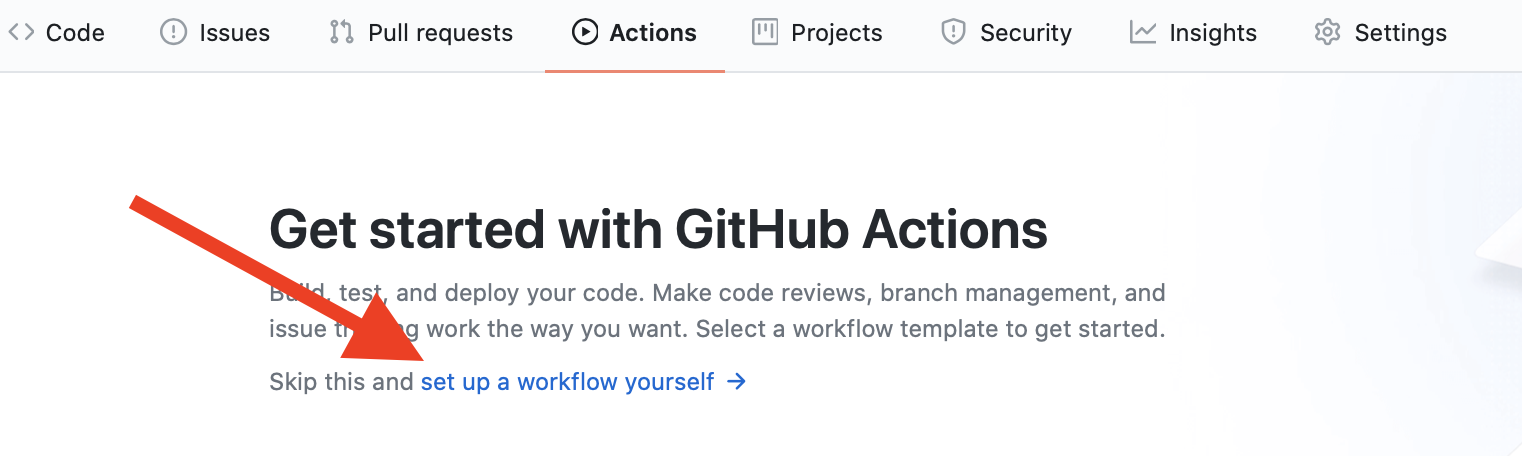 Code Issues Pull requests Actions Projects Security Insights Settings
Get started with GitHub Actions
Build, test, and deploy your code. Make code reviews, branch management, and
issue tracking work the way you want. Select a workflow template to get started.
Skip this and set up a workflow yourself →